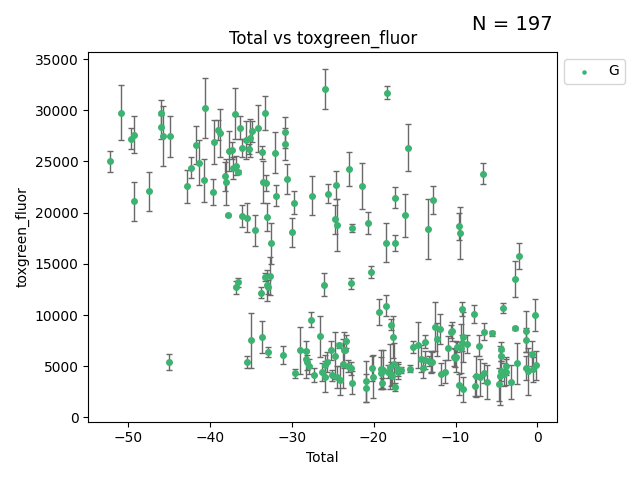 N = 197
Total vs toxgreen_fluor
G
toxgreen_fluor
35000
30000
25000
20000
15000
10000
5000
0
−50 −40 −30 −20 −10 0
Total